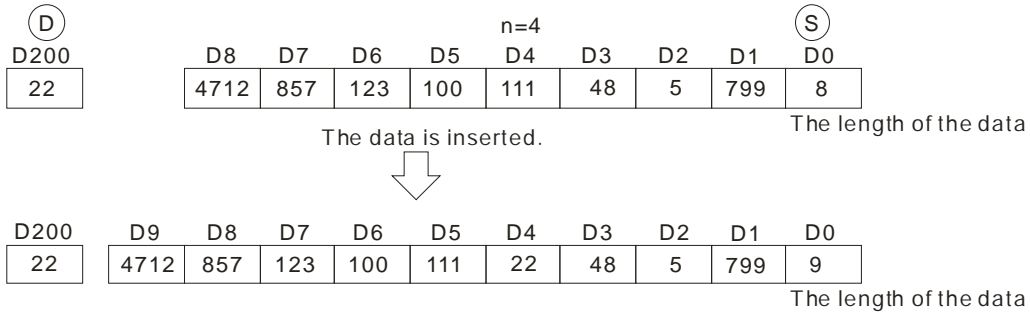 D n=4 S
D200 D8 D7 D6 D5 D4 D3 D2 D1 D0
22 4712 857 123 100 111 48 5 799 8
The length of the data
The data is inserted.
D200 D9 D8 D7 D6 D5 D4 D3 D2 D1 D0
22 4712 857 123 100 111 22 48 5 799 9
The length of the data